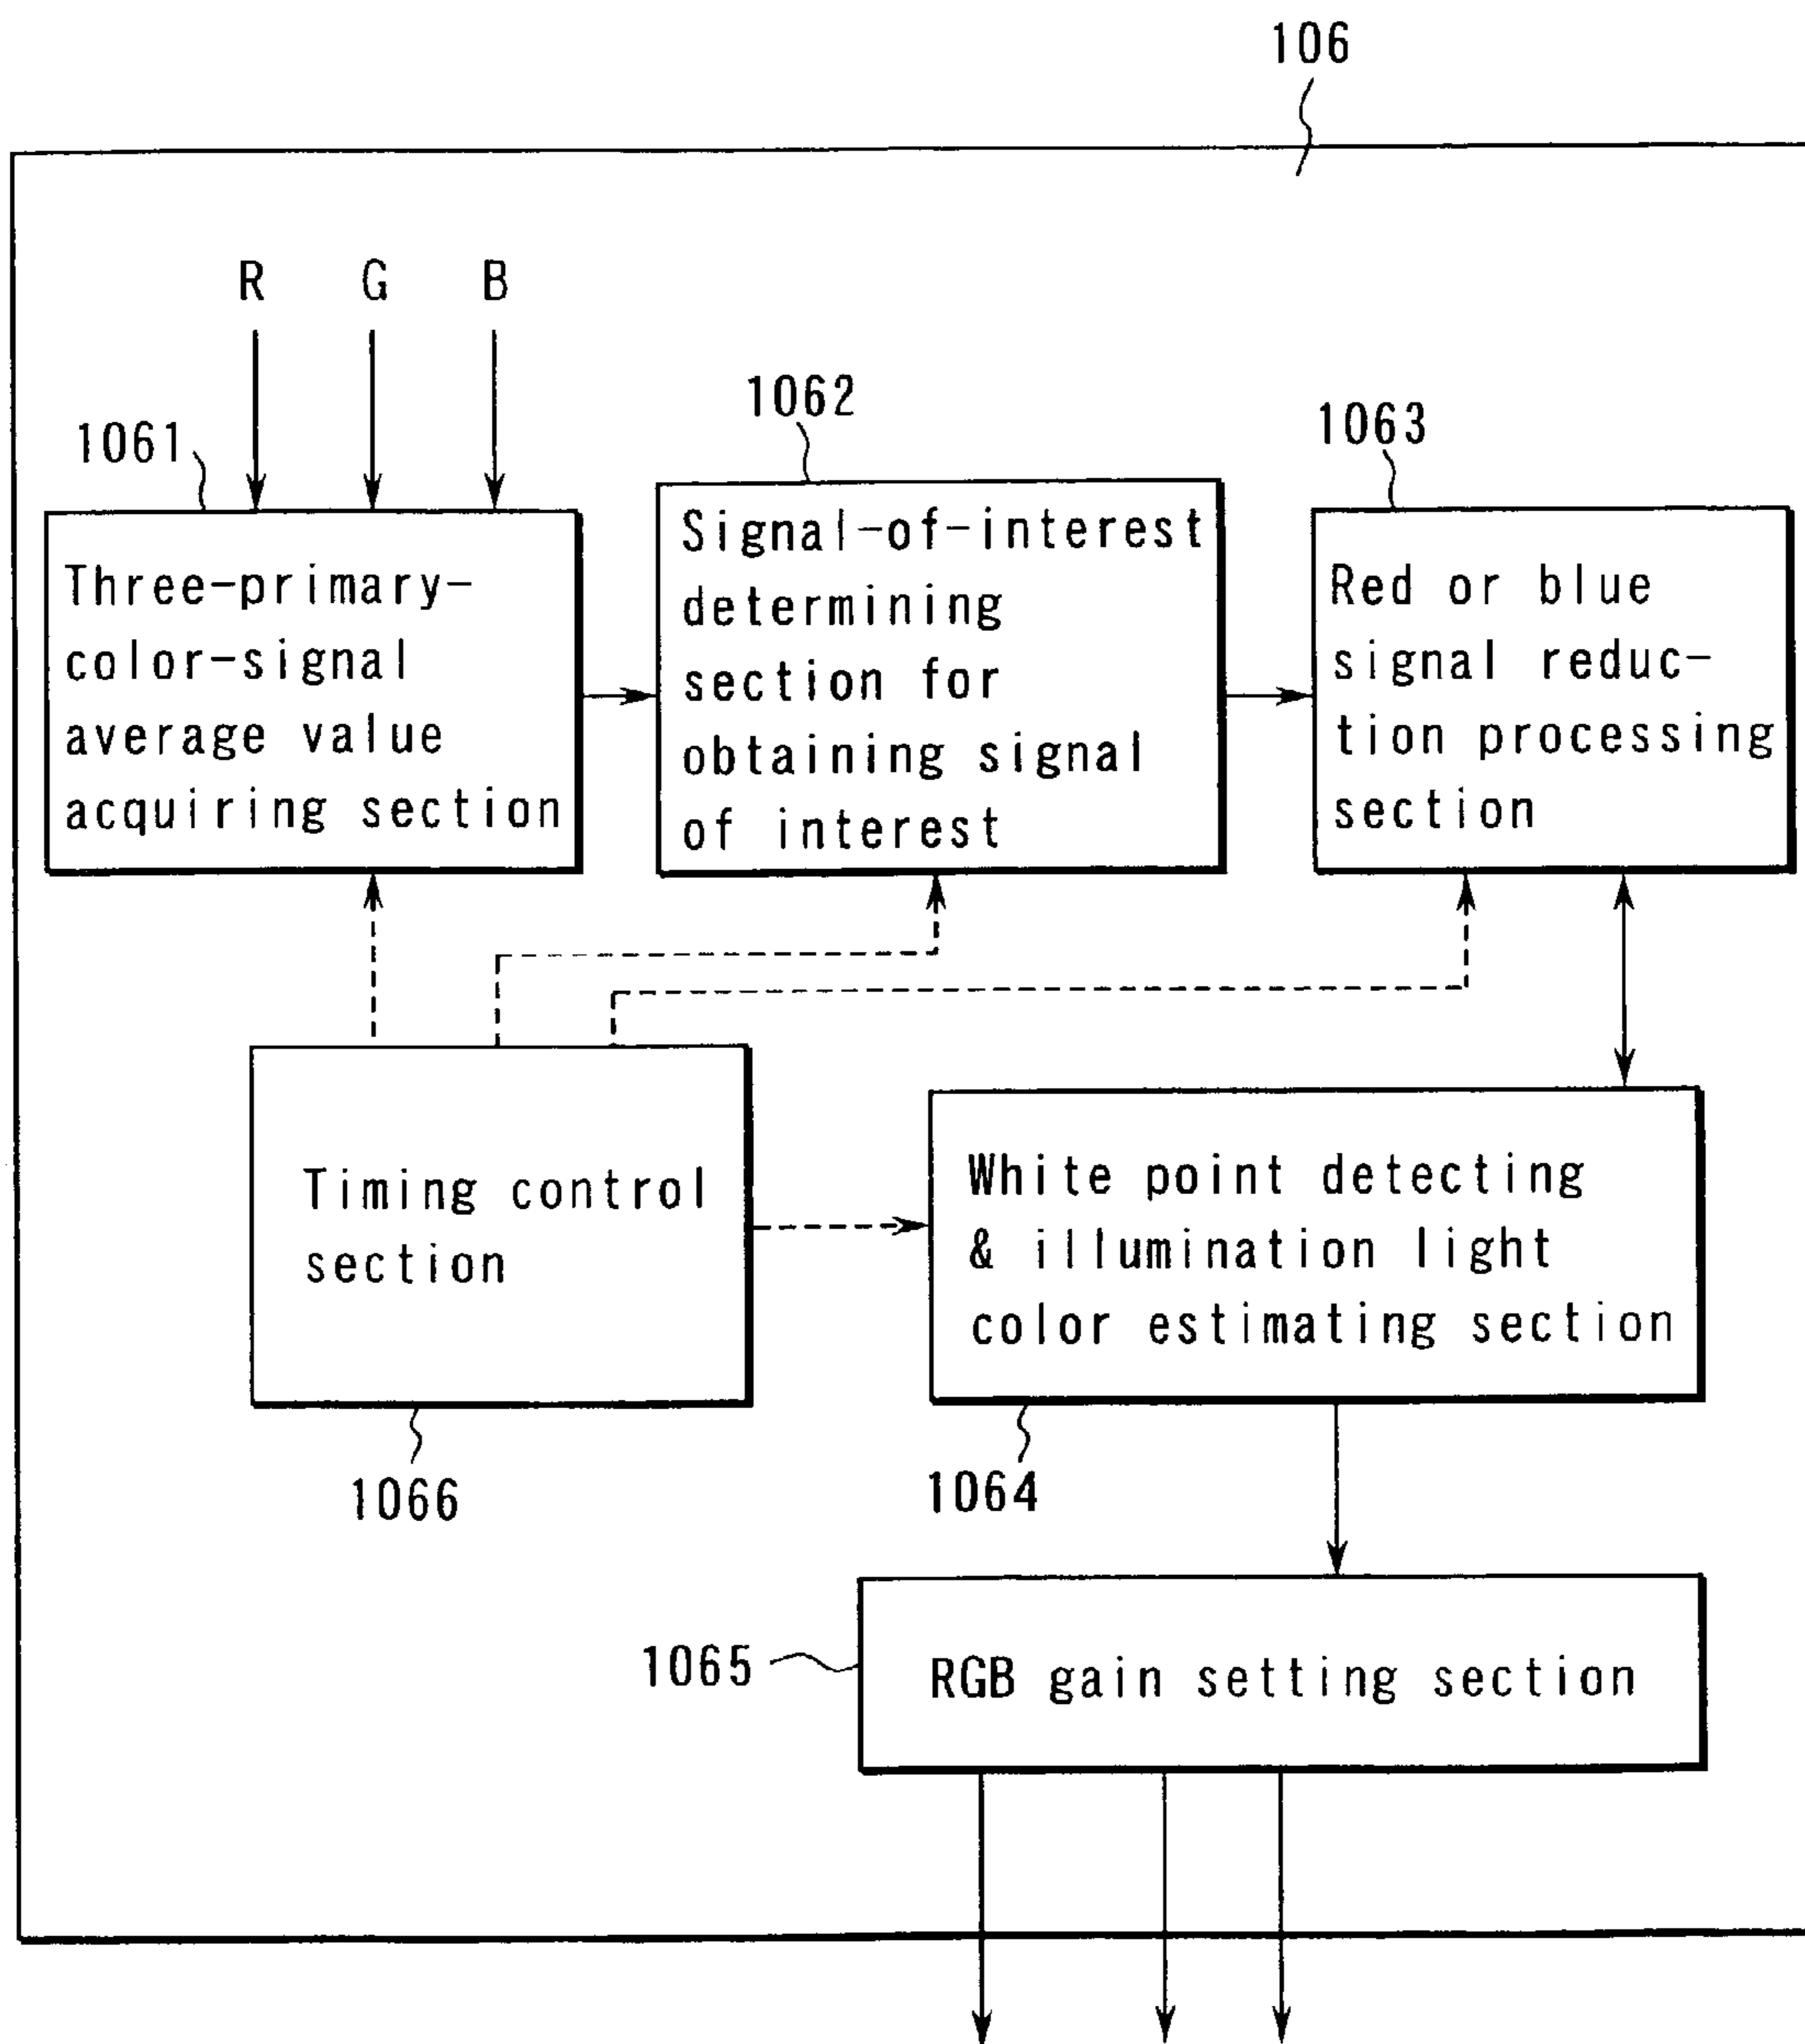 106
R G B
1061
Three-primary-
color-signal
average value
acquiring section
1062
Signal-of-interest
determining
section for
obtaining signal
of interest
1063
Red or blue
signal reduc-
tion processing
section
Timing control
section
1066
White point detecting
& illumination light
color estimating section
1064
1065
RGB gain setting section